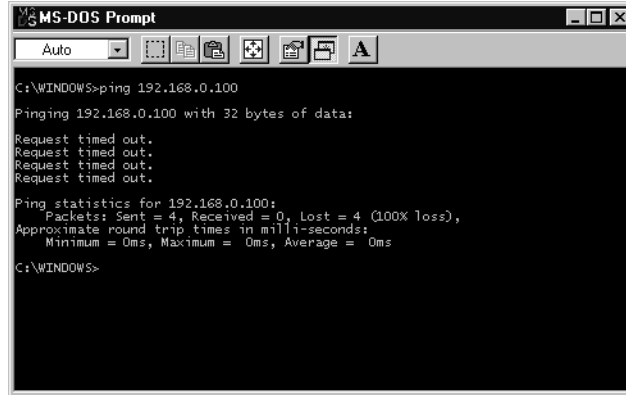 MS-DOS Prompt
Auto
A
C:\WINDOWS>ping 192.168.0.100
Pinging 192.168.0.100 with 32 bytes of data:
Request timed out.
Request timed out.
Request timed out.
Request timed out.
Ping statistics for 192.168.0.100:
    Packets: Sent = 4, Received = 0, Lost = 4 (100% loss),
Approximate round trip times in milli-seconds:
    Minimum = 0ms, Maximum =  0ms, Average =  0ms
C:\WINDOWS>